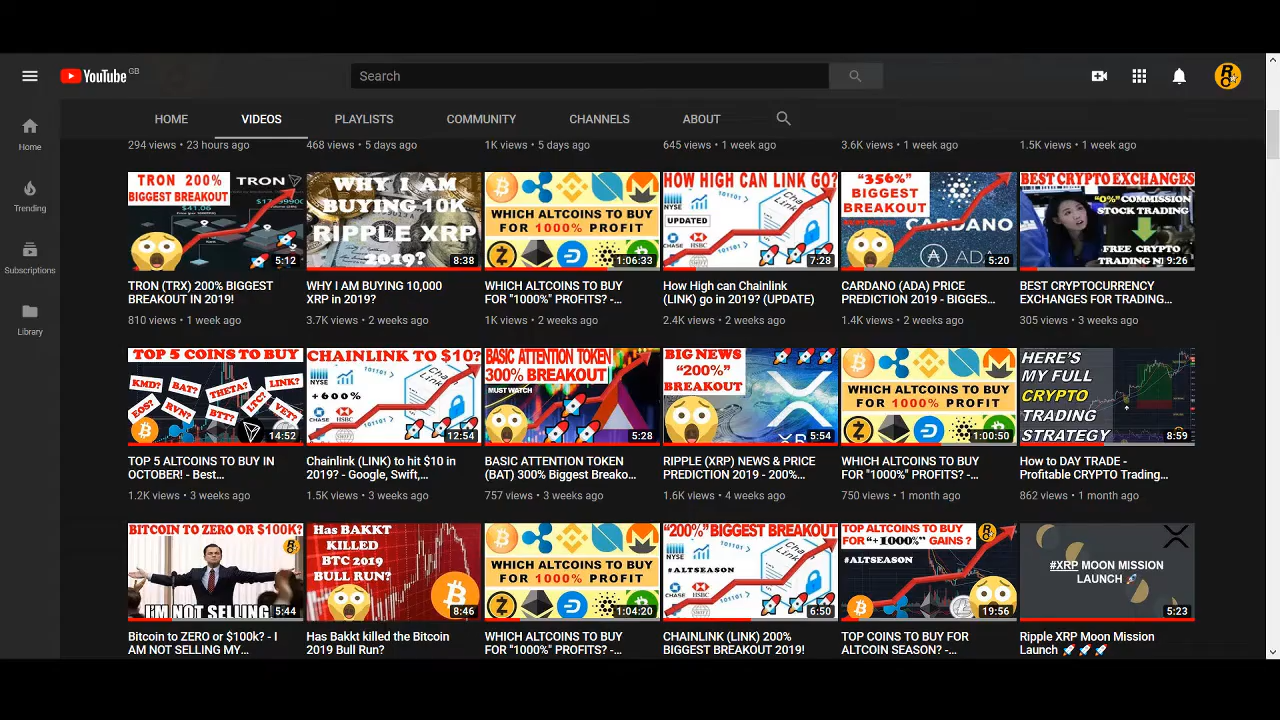 YouTube GB
Search
Home
Trending
Subscriptions
Library
HOME VIDEOS PLAYLISTS COMMUNITY CHANNELS ABOUT
294 views • 23 hours ago
468 views • 5 days ago
1K views • 5 days ago
645 views • 1 week ago
3.6K views • 1 week ago
1.5K views • 1 week ago
TRON 200%
BIGGEST BREAKOUT
TRON
5:12
WHY I AM
BUYING 10K
RIPPLE XRP
2019?
8:38
WHICH ALTCOINS TO BUY
FOR 1000% PROFIT
1:06:33
HOW HIGH CAN LINK GO?
NYSE
UPDATED
CHASE
HSBC
7:28
"356%"
BIGGEST
BREAKOUT
CARDANO
ADA
5:20
BEST CRYPTO EXCHANGES
"0%" COMMISSION
STOCK TRADING
FREE CRYPTO
TRADING
9:26
TRON (TRX) 200% BIGGEST
BREAKOUT IN 2019!
810 views • 1 week ago
WHY I AM BUYING 10,000
XRP in 2019?
3.7K views • 2 weeks ago
WHICH ALTCOINS TO BUY
FOR "1000%" PROFITS? -...
1K views • 2 weeks ago
How High can Chainlink
(LINK) go in 2019? (UPDATE)
2.4K views • 2 weeks ago
CARDANO (ADA) PRICE
PREDICTION 2019 - BIGGES...
1.4K views • 2 weeks ago
BEST CRYPTOCURRENCY
EXCHANGES FOR TRADING...
305 views • 3 weeks ago
TOP 5 COINS TO BUY
KMD?
BAT?
THETA?
LINK?
EOS?
RVN?
BTT?
LTC?
VET?
14:52
CHAINLINK TO $10?
NYSE
+600%
CHASE
HSBC
12:54
BASIC ATTENTION TOKEN
300% BREAKOUT
MUST WATCH
5:28
BIG NEWS
"200%"
BREAKOUT
5:54
WHICH ALTCOINS TO BUY
FOR 1000% PROFIT
1:00:50
HERE'S
MY FULL
CRYPTO
TRADING
STRATEGY
8:59
TOP 5 ALTCOINS TO BUY IN
OCTOBER! - Best...
1.2K views • 3 weeks ago
Chainlink (LINK) to hit $10 in
2019? - Google, Swift,...
1.5K views • 3 weeks ago
BASIC ATTENTION TOKEN
(BAT) 300% Biggest Breako...
757 views • 3 weeks ago
RIPPLE (XRP) NEWS & PRICE
PREDICTION 2019 - 200%...
1.6K views • 4 weeks ago
WHICH ALTCOINS TO BUY
FOR "1000%" PROFITS? -...
750 views • 1 month ago
How to DAY TRADE -
Profitable CRYPTO Trading...
862 views • 1 month ago
BITCOIN TO ZERO OR $100K?
I'M NOT SELLING
5:44
Has BAKKT
KILLED
BTC 2019
BULL RUN?
8:46
WHICH ALTCOINS TO BUY
FOR 1000% PROFIT
1:04:20
"200%" BIGGEST BREAKOUT
NYSE
#ALTSEASON
CHASE
HSBC
6:50
TOP ALTCOINS TO BUY
FOR "+1000%" GAINS ?
#ALTSEASON
19:56
#XRP MOON MISSION
LAUNCH 🚀
5:23
Bitcoin to ZERO or $100k? - I
AM NOT SELLING MY...
Has Bakkt killed the Bitcoin
2019 Bull Run?
WHICH ALTCOINS TO BUY
FOR "1000%" PROFITS? -...
CHAINLINK (LINK) 200%
BIGGEST BREAKOUT 2019!
TOP COINS TO BUY FOR
ALTCOIN SEASON? -...
Ripple XRP Moon Mission
Launch 🚀🚀🚀